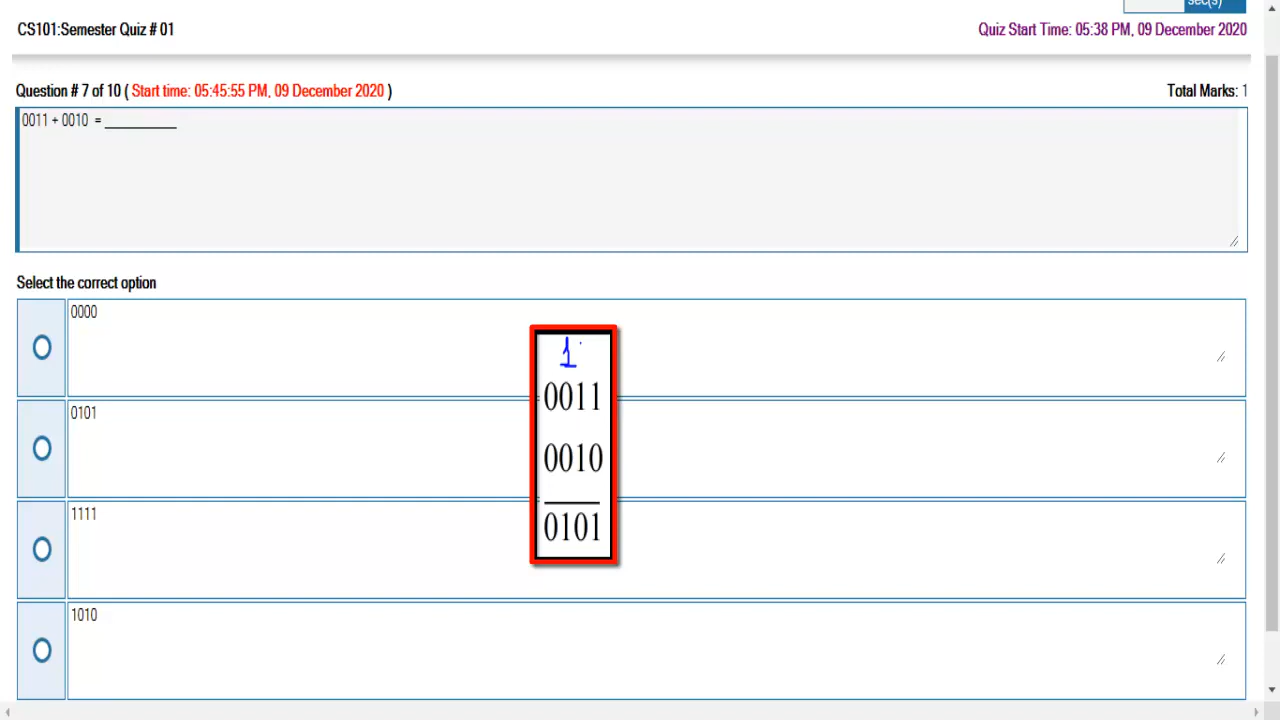 sec(s)
CS101:Semester Quiz # 01
Quiz Start Time: 05:38 PM, 09 December 2020
Question # 7 of 10 ( Start time: 05:45:55 PM, 09 December 2020 )
Total Marks: 1
0011 + 0010 = __________
Select the correct option
0000
0101
1111
1010
1
0011
0010
0101